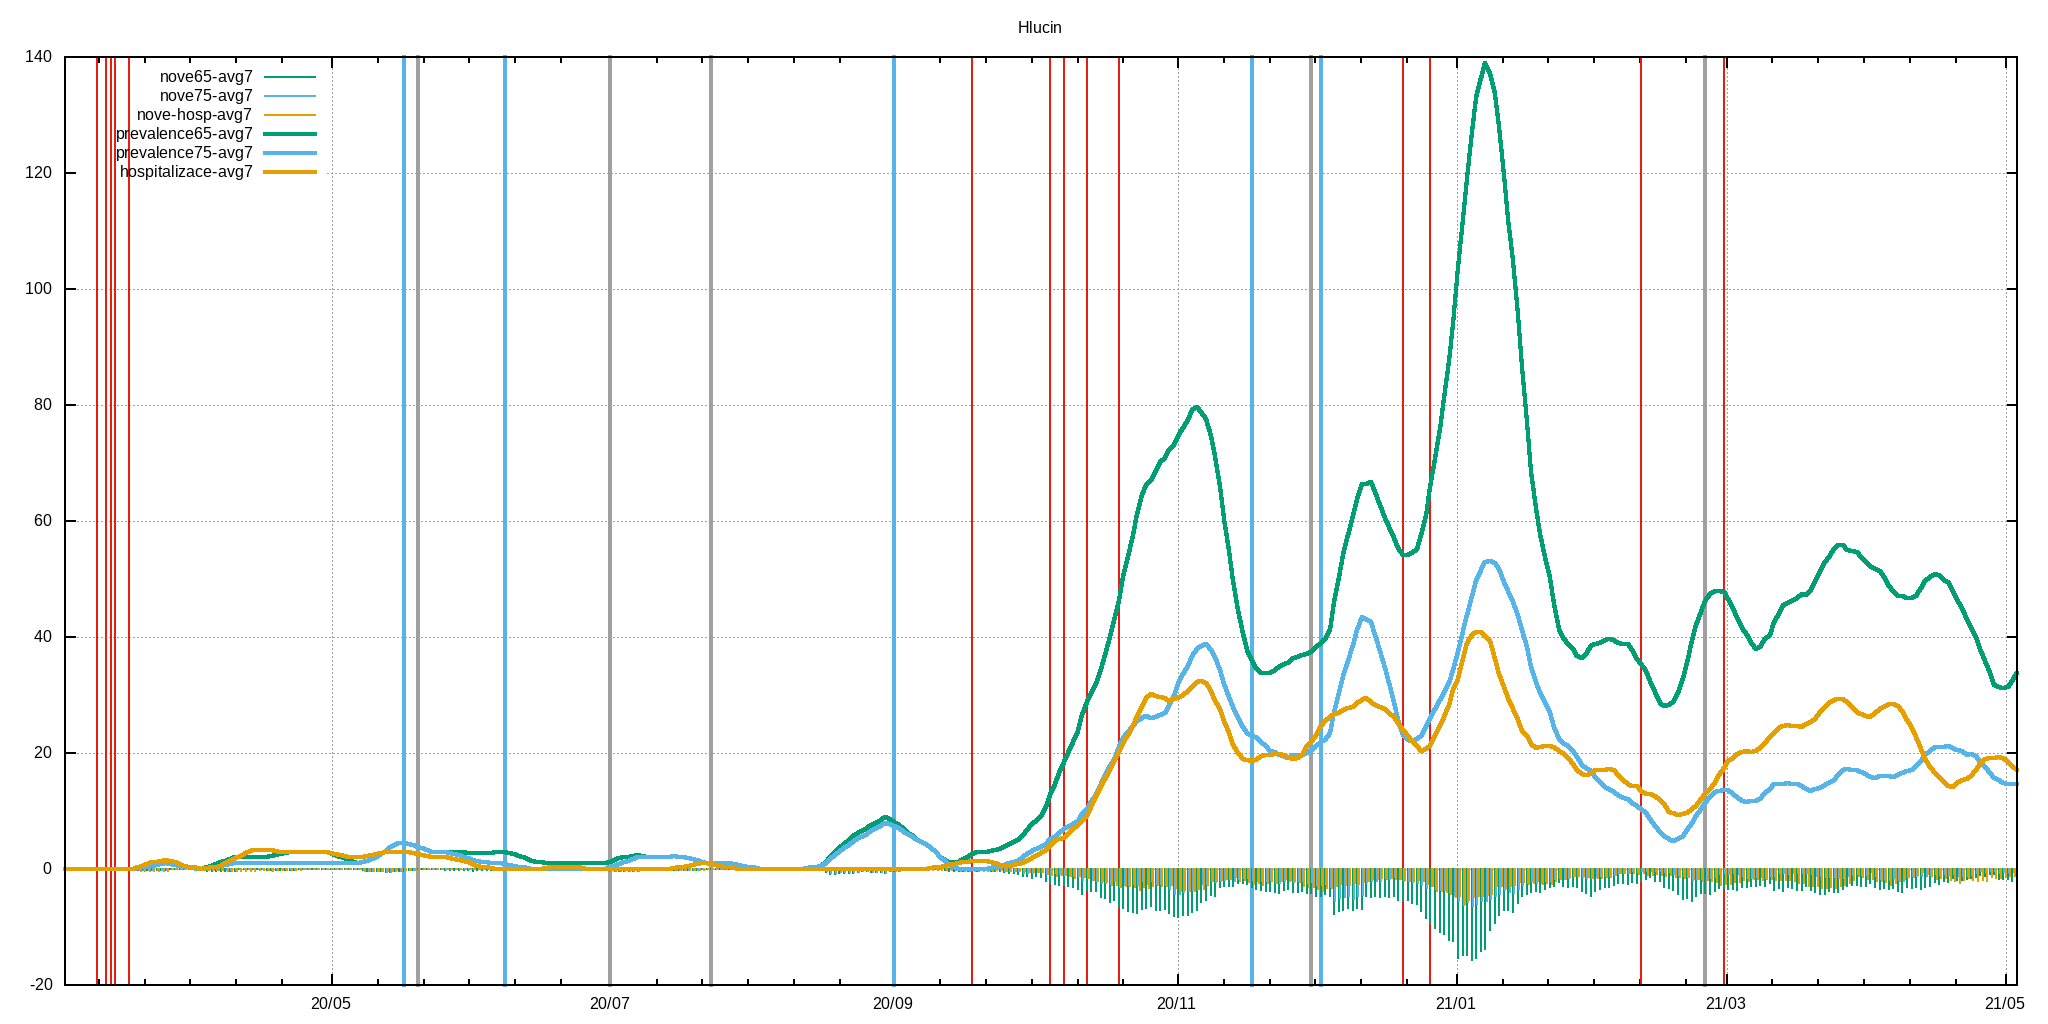 Hlucin
140
120
100
80
60
40
20
0
-20
nove65-avg7
nove75-avg7
nove-hosp-avg7
prevalence65-avg7
prevalence75-avg7
hospitalizace-avg7
20/05 20/07 20/09 20/11 21/01 21/03 21/05